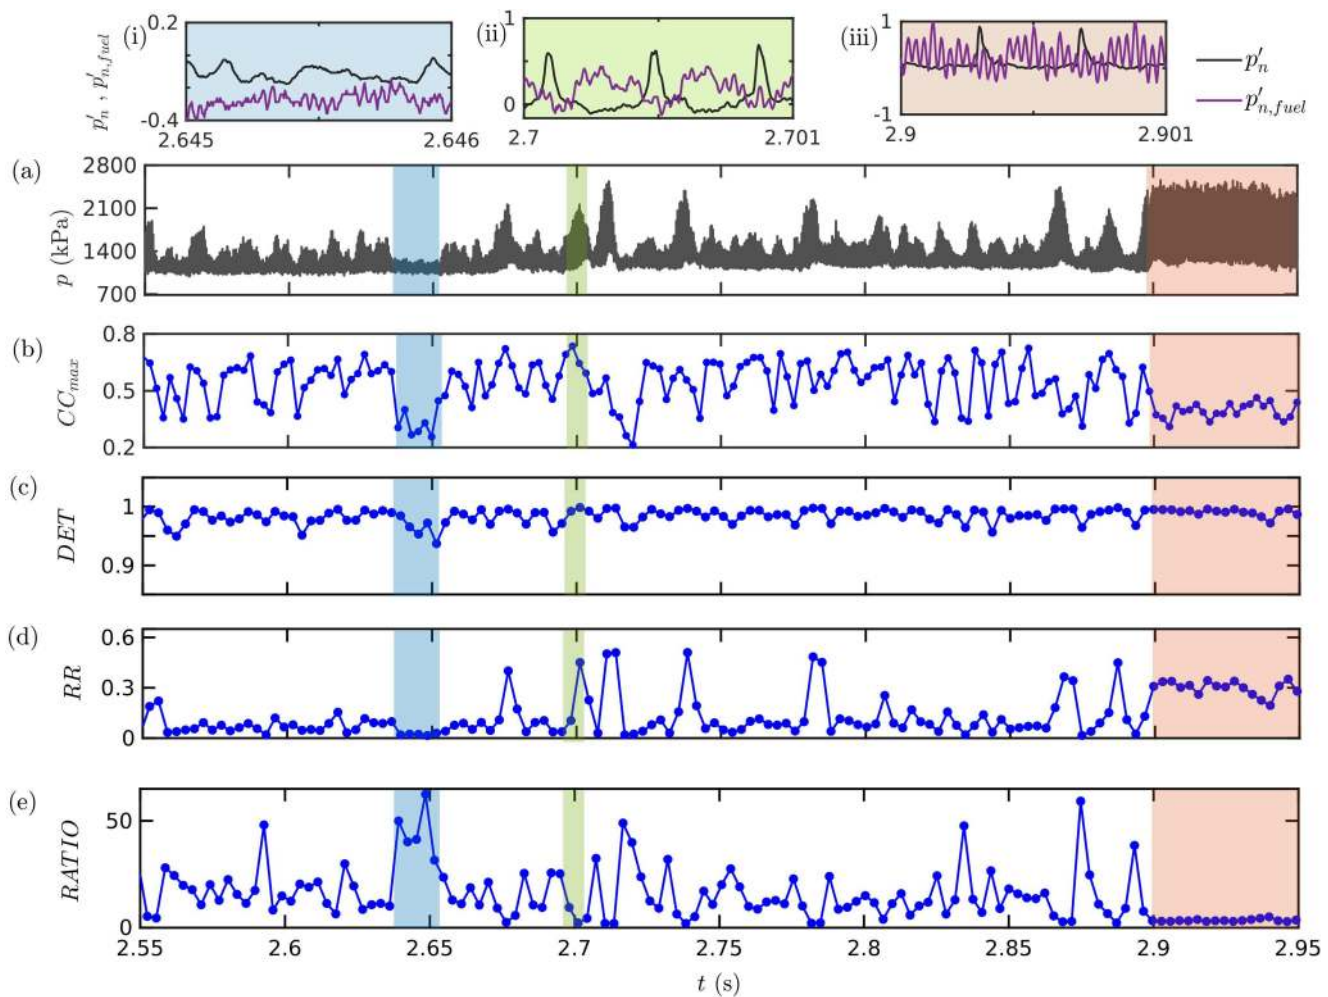 (i)
0.2
-0.4
2.645
2.646
p′n , p′n,fuel
(ii)
1
0
2.7
2.701
(iii)
1
-1
2.9
2.901
p′n
p′n,fuel
(a)
2800
2100
1400
700
p (kPa)
(b)
0.8
0.5
0.2
CCmax
(c)
1
0.9
DET
(d)
0.6
0.3
0
RR
(e)
50
0
RATIO
2.55
2.6
2.65
2.7
2.75
2.8
2.85
2.9
2.95
t (s)